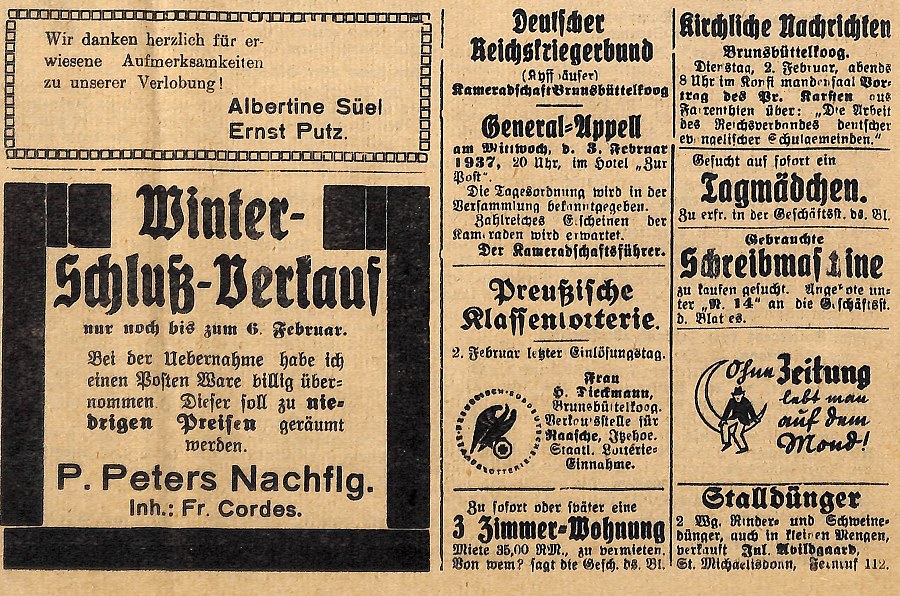 Wir danken herzlich für er-
wiesene Aufmerksamkeiten
zu unserer Verlobung!
Albertine Süel
Ernst Putz.
Winter-
Schluß-Verkauf
nur noch bis zum 6. Februar.
Bei der Uebernahme habe ich
einen Posten Ware billig über-
nommen. Dieser soll zu nie-
drigen Preisen geräumt
werden.
P. Peters Nachflg.
Inh.: Fr. Cordes.
Deutscher
Reichskriegerbund
(Kyffhäuser)
Kameradschaft Brunsbüttelkoog
General-Appell
am Mittwoch, d. 3. Februar
1937, 20 Uhr, im Hotel „Zur
Post“.
Die Tagesordnung wird in der
Versammlung bekanntgegeben.
Zahlreiches Erscheinen der
Kameraden wird erwartet.
Der Kameradschaftsführer.
Preußische
Klassenlotterie.
2. Februar letzter Einlösungstag.
Frau
H. Dieckmann,
Brunsbüttelkoog.
Verkaufsstelle für
Raasche, Itzehoe.
Staatl. Lotterie-
Einnahme.
Zu sofort oder später eine
3 Zimmer-Wohnung
Miete 35,00 RM., zu vermieten.
Von wem? sagt die Gesch. ds. Bl.
Kirchliche Nachrichten
Brunsbüttelkoog.
Dienstag, 2. Februar, abends
8 Uhr im Konfirmandensaal Vor-
trag des Pr. Karsten aus
über: „Die Arbeit
des Reichsverbandes deutscher
evangelischer Schulgemeinden.“
Gesucht auf sofort ein
Tagmädchen.
Zu erfr. in der Geschäftsst. ds. Bl.
Gebrauchte
Schreibmaschine
zu kaufen gesucht. Angebote un-
ter „N. 14“ an die Geschäftsst.
d. Blattes.
Ohne Zeitung
lebt man
auf dem
Mond!
Stalldünger
2 Wg. Rinder- und Schweine-
dünger, auch in kleinen Mengen,
verkauft Jul. Abildgaard,
St. Michaelisdonn, Fernruf 112.